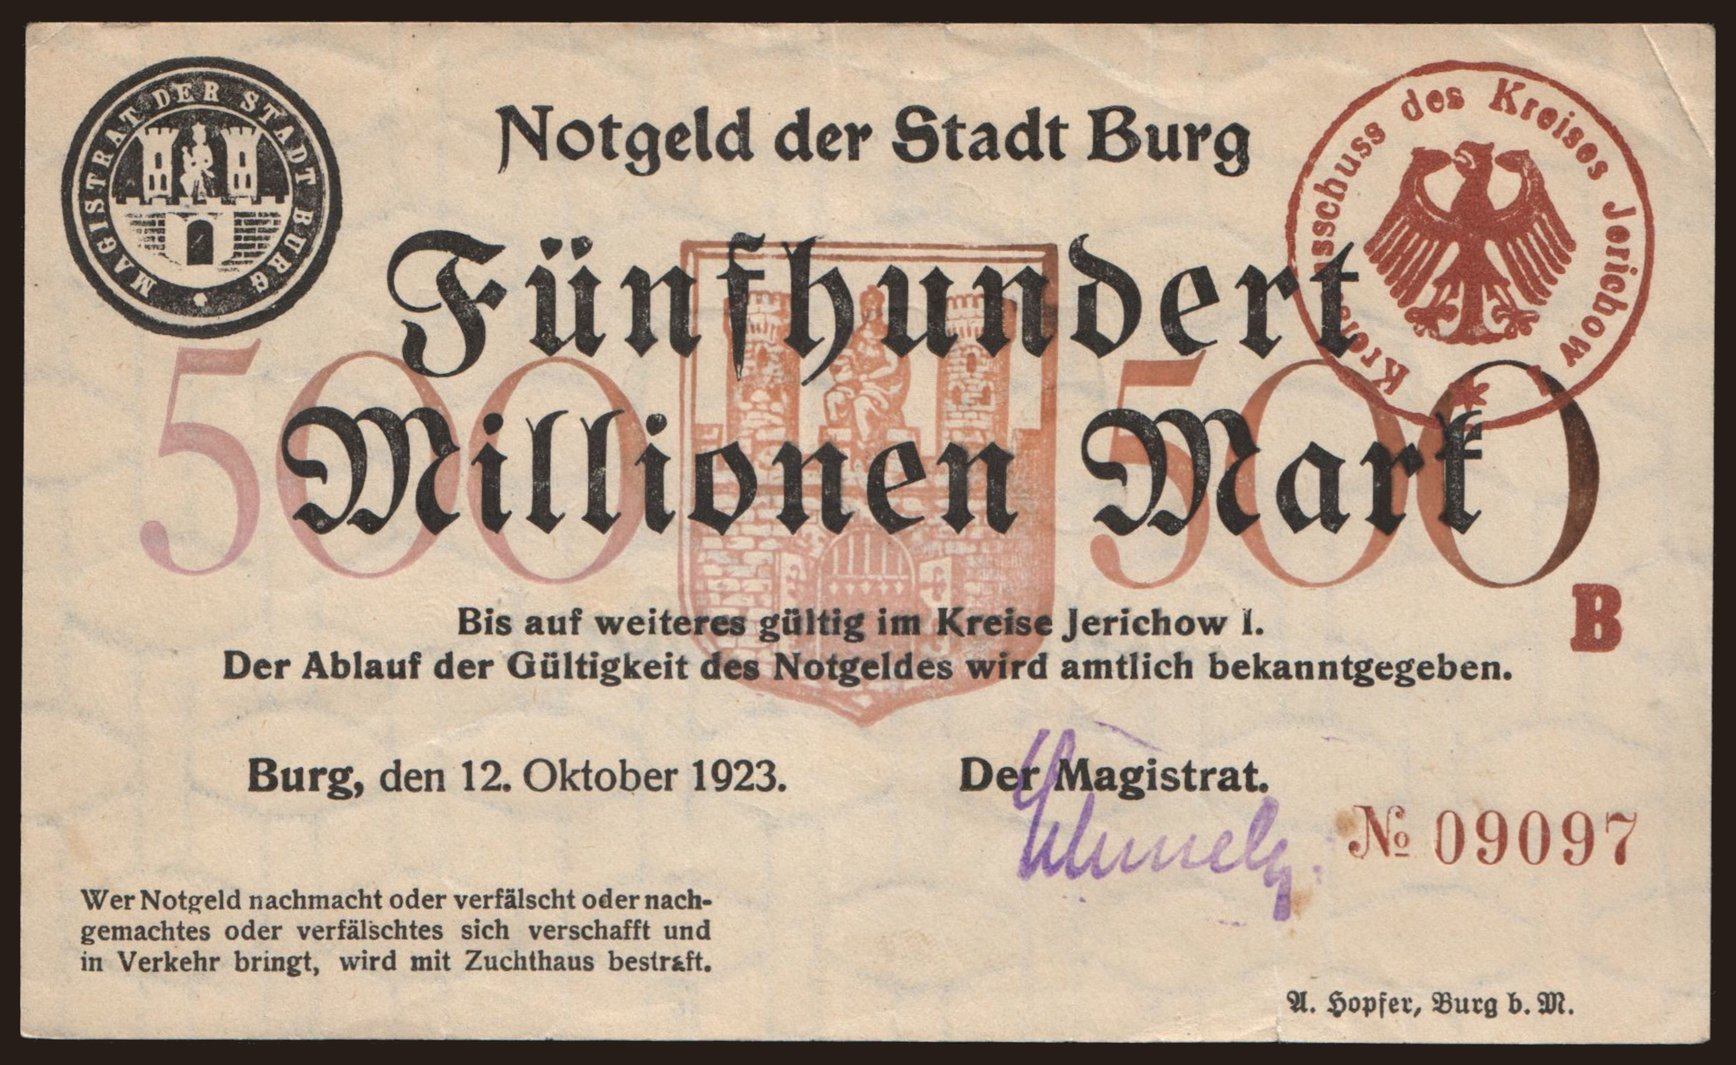 MAGISTRAT DER STADT BURG
Notgeld der Stadt Burg
Kreisausschuss des Kreises Jerichow I
Fünfhundert
500 500
Millionen Mark
B
Bis auf weiteres gültig im Kreise Jerichow I.
Der Ablauf der Gültigkeit des Notgeldes wird amtlich bekanntgegeben.
Burg, den 12. Oktober 1923.
Der Magistrat.
№ 09097
Wer Notgeld nachmacht oder verfälscht oder nach-
gemachtes oder verfälschtes sich verschafft und
in Verkehr bringt, wird mit Zuchthaus bestraft.
A. Hopfer, Burg b. M.